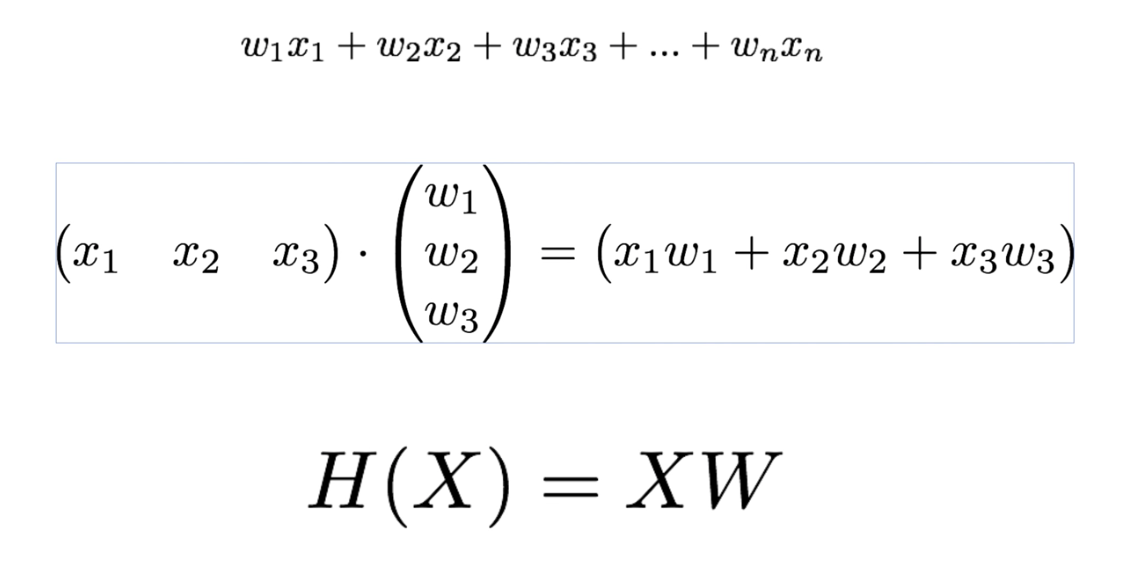 w₁x₁ + w₂x₂ + w₃x₃ + ... + wₙxₙ
(x₁ x₂ x₃) · (w₁ w₂ w₃) = (x₁w₁ + x₂w₂ + x₃w₃)
H(X) = XW